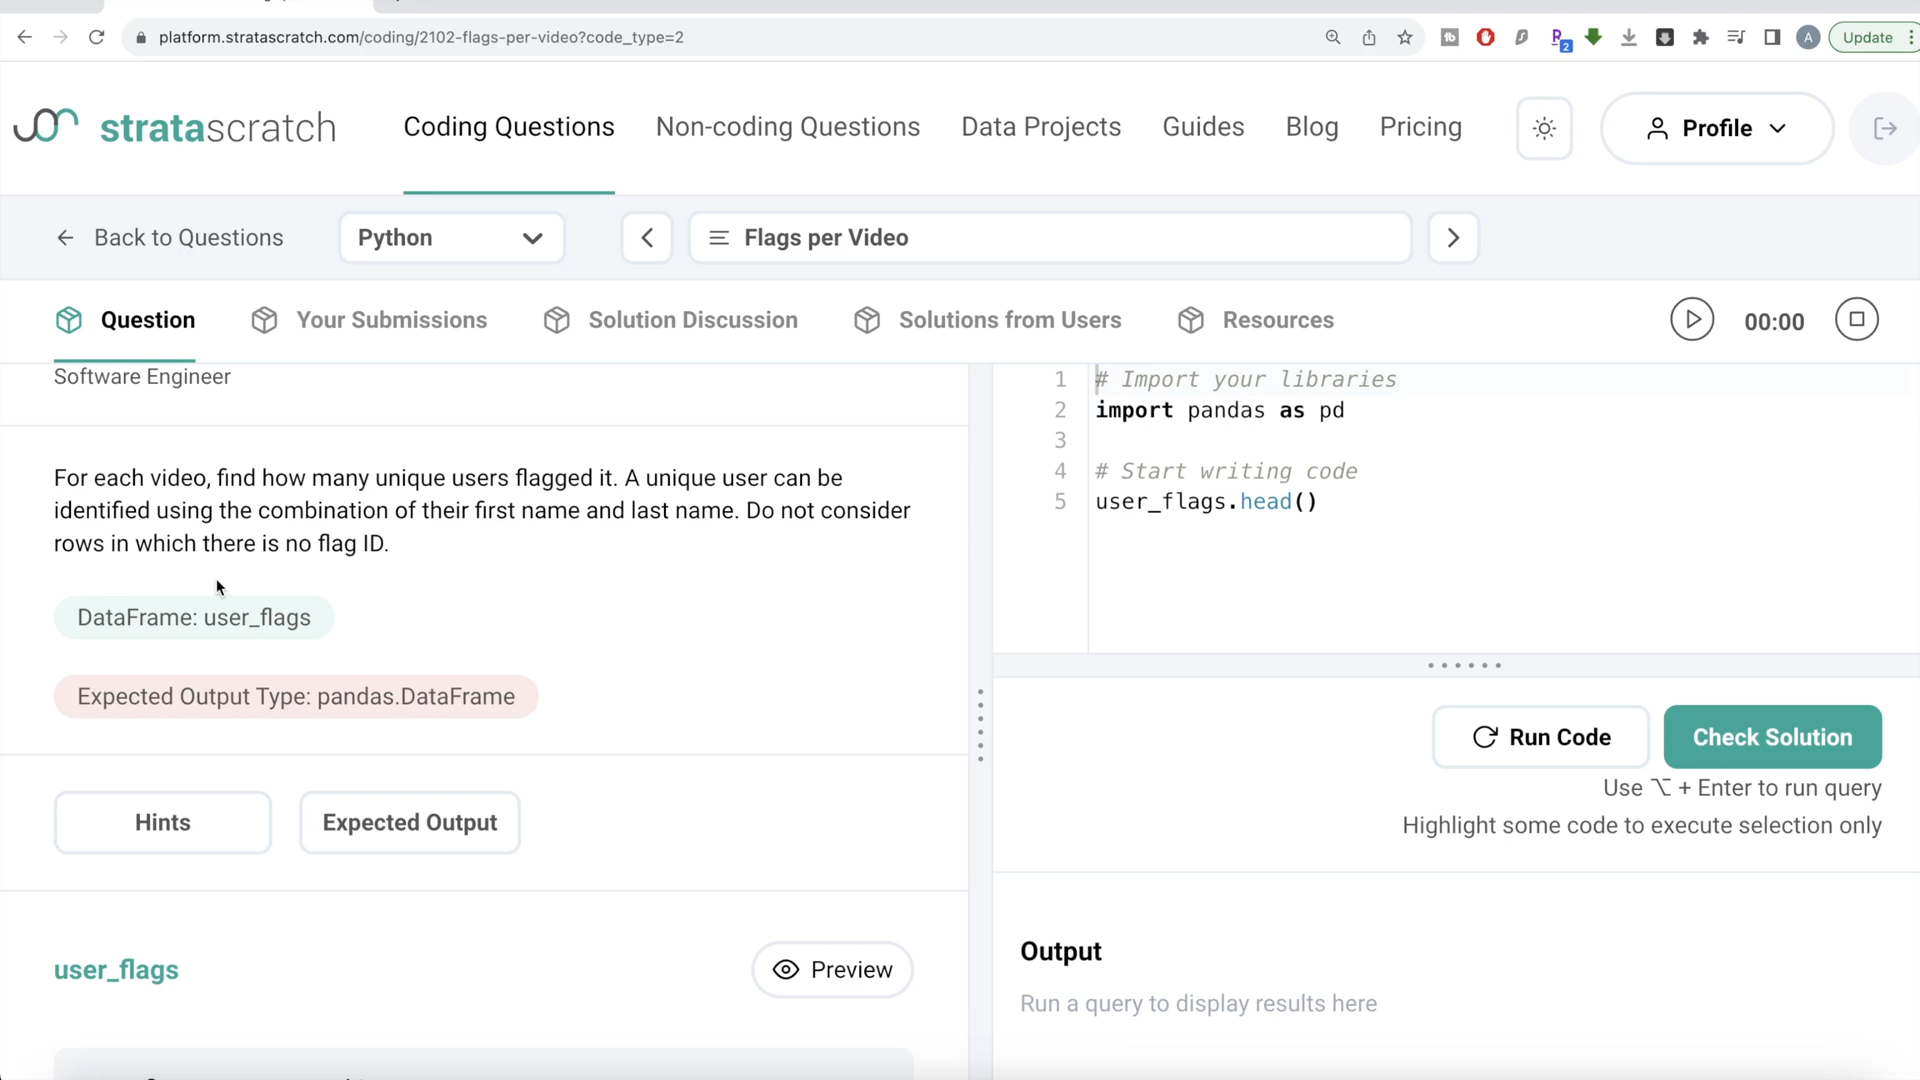 platform.stratascratch.com/coding/2102-flags-per-video?code_type=2
tb
2
A
Update
stratascratch
Coding Questions
Non-coding Questions
Data Projects
Guides
Blog
Pricing
Profile
Back to Questions
Python
Flags per Video
Question
Your Submissions
Solution Discussion
Solutions from Users
Resources
00:00
Software Engineer
For each video, find how many unique users flagged it. A unique user can be
identified using the combination of their first name and last name. Do not consider
rows in which there is no flag ID.
DataFrame: user_flags
Expected Output Type: pandas.DataFrame
Hints
Expected Output
user_flags
Preview
1 # Import your libraries
2 import pandas as pd
3
4 # Start writing code
5 user_flags.head()
Run Code
Check Solution
Use ⌥ + Enter to run query
Highlight some code to execute selection only
Output
Run a query to display results here